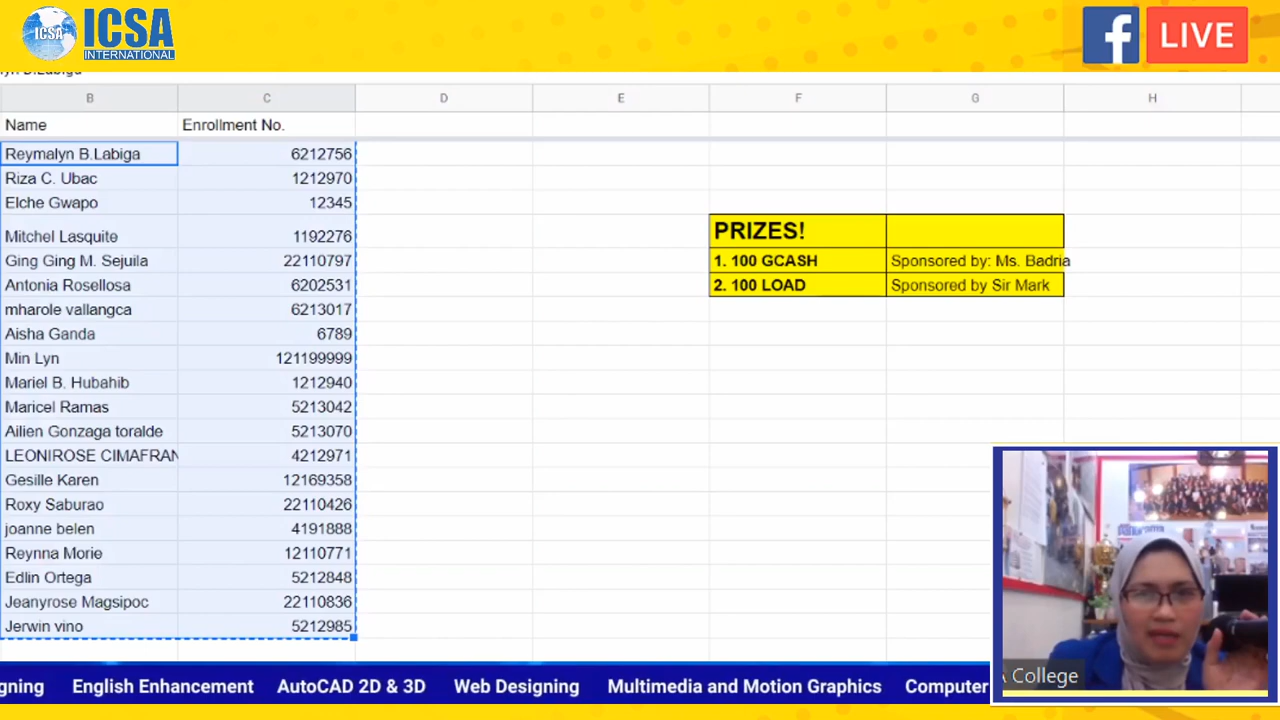 ICSA
ICSA
INTERNATIONAL
f LIVE
B C D E F G H
Name Enrollment No.
Reymalyn B.Labiga 6212756
Riza C. Ubac 1212970
Elche Gwapo 12345
PRIZES!
Mitchel Lasquite 1192276
Ging Ging M. Sejuila 22110797 1. 100 GCASH Sponsored by: Ms. Badria
Antonia Rosellosa 6202531 2. 100 LOAD Sponsored by Sir Mark
mharole vallangca 6213017
Aisha Ganda 6789
Min Lyn 121199999
Mariel B. Hubahib 1212940
Maricel Ramas 5213042
Ailien Gonzaga toralde 5213070
LEONIROSE CIMAFRAN 4212971
Gesille Karen 12169358
Roxy Saburao 22110426
joanne belen 4191888
Reynna Morie 12110771
Edlin Ortega 5212848
Jeanyrose Magsipoc 22110836
Jerwin vino 5212985
A College
gning English Enhancement AutoCAD 2D & 3D Web Designing Multimedia and Motion Graphics Computer